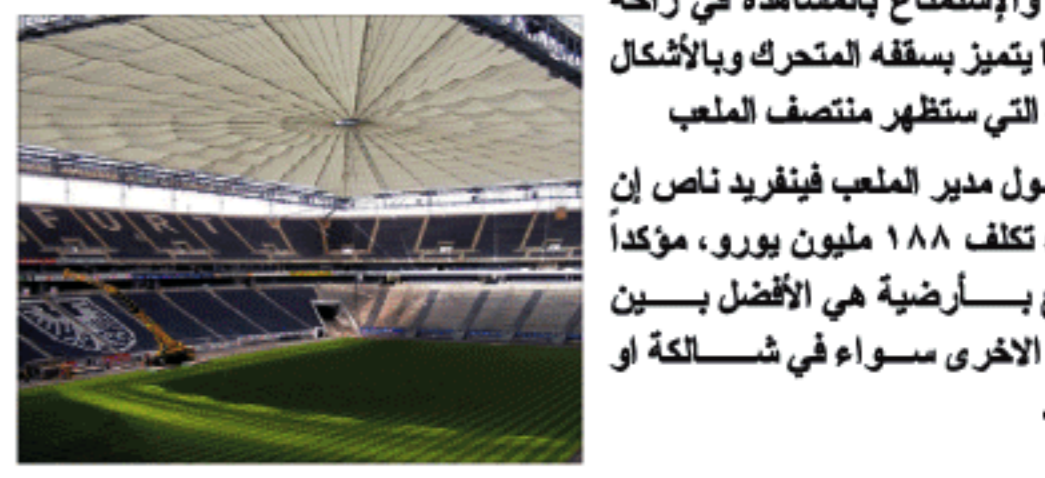 والإستمتاع بالمشاهدة في راحة
يتميز بسقفه المتحرك وبالأشكال
التي ستظهر منتصف الملعب
مدير الملعب فينفريد ناص إن
تكلف ١٨٨ مليون يورو، مؤكداً
بأرضية هي الأفضل بين
الاخرى سواء في شالكة او
FURT